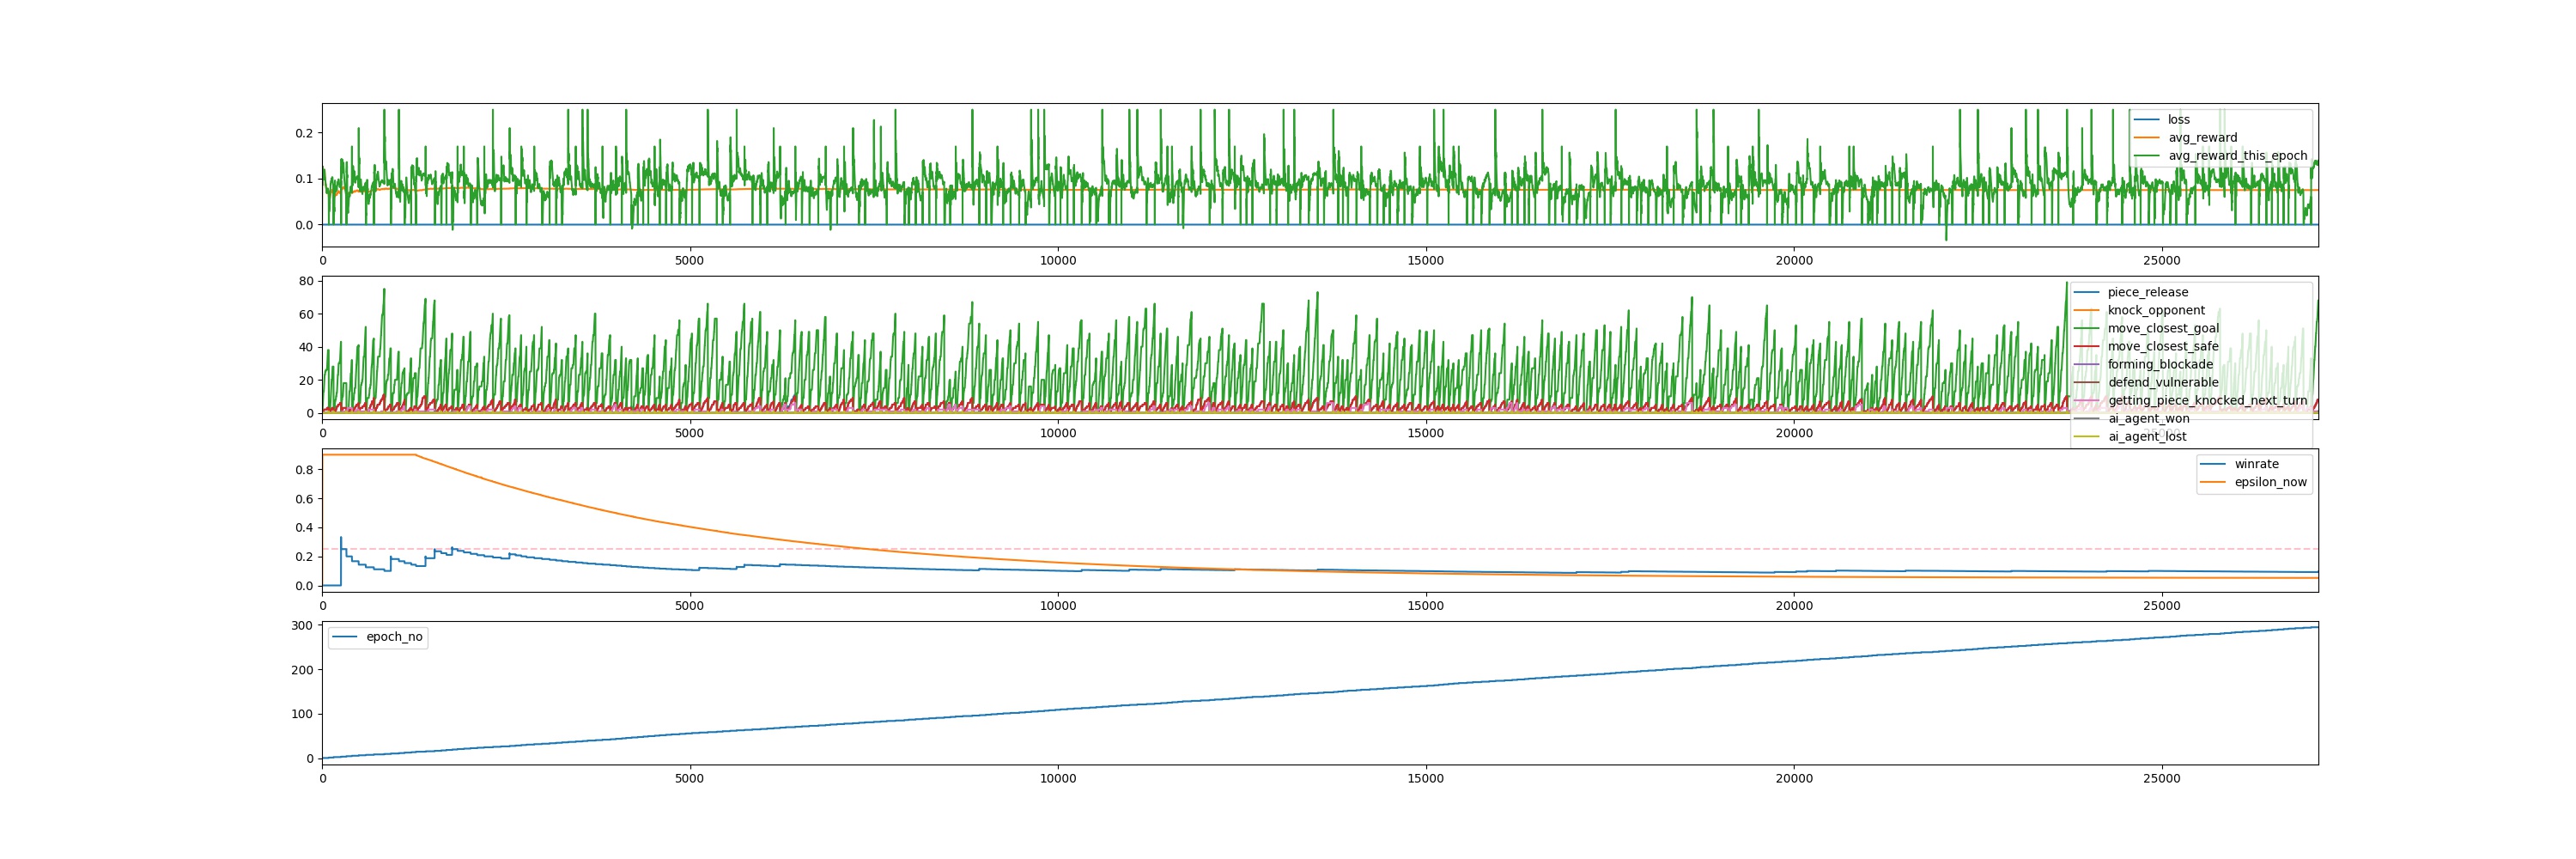 0.2
0.1
0.0
loss
avg_reward
avg_reward_this_epoch
0 5000 10000 15000 20000 25000
80
60
40
20
0
piece_release
knock_opponent
move_closest_goal
move_closest_safe
forming_blockade
defend_vulnerable
getting_piece_knocked_next_turn
ai_agent_won
ai_agent_lost
0 5000 10000 15000 20000 25000
0.8
0.6
0.4
0.2
0.0
winrate
epsilon_now
0 5000 10000 15000 20000 25000
300
200
100
0
epoch_no
0 5000 10000 15000 20000 25000